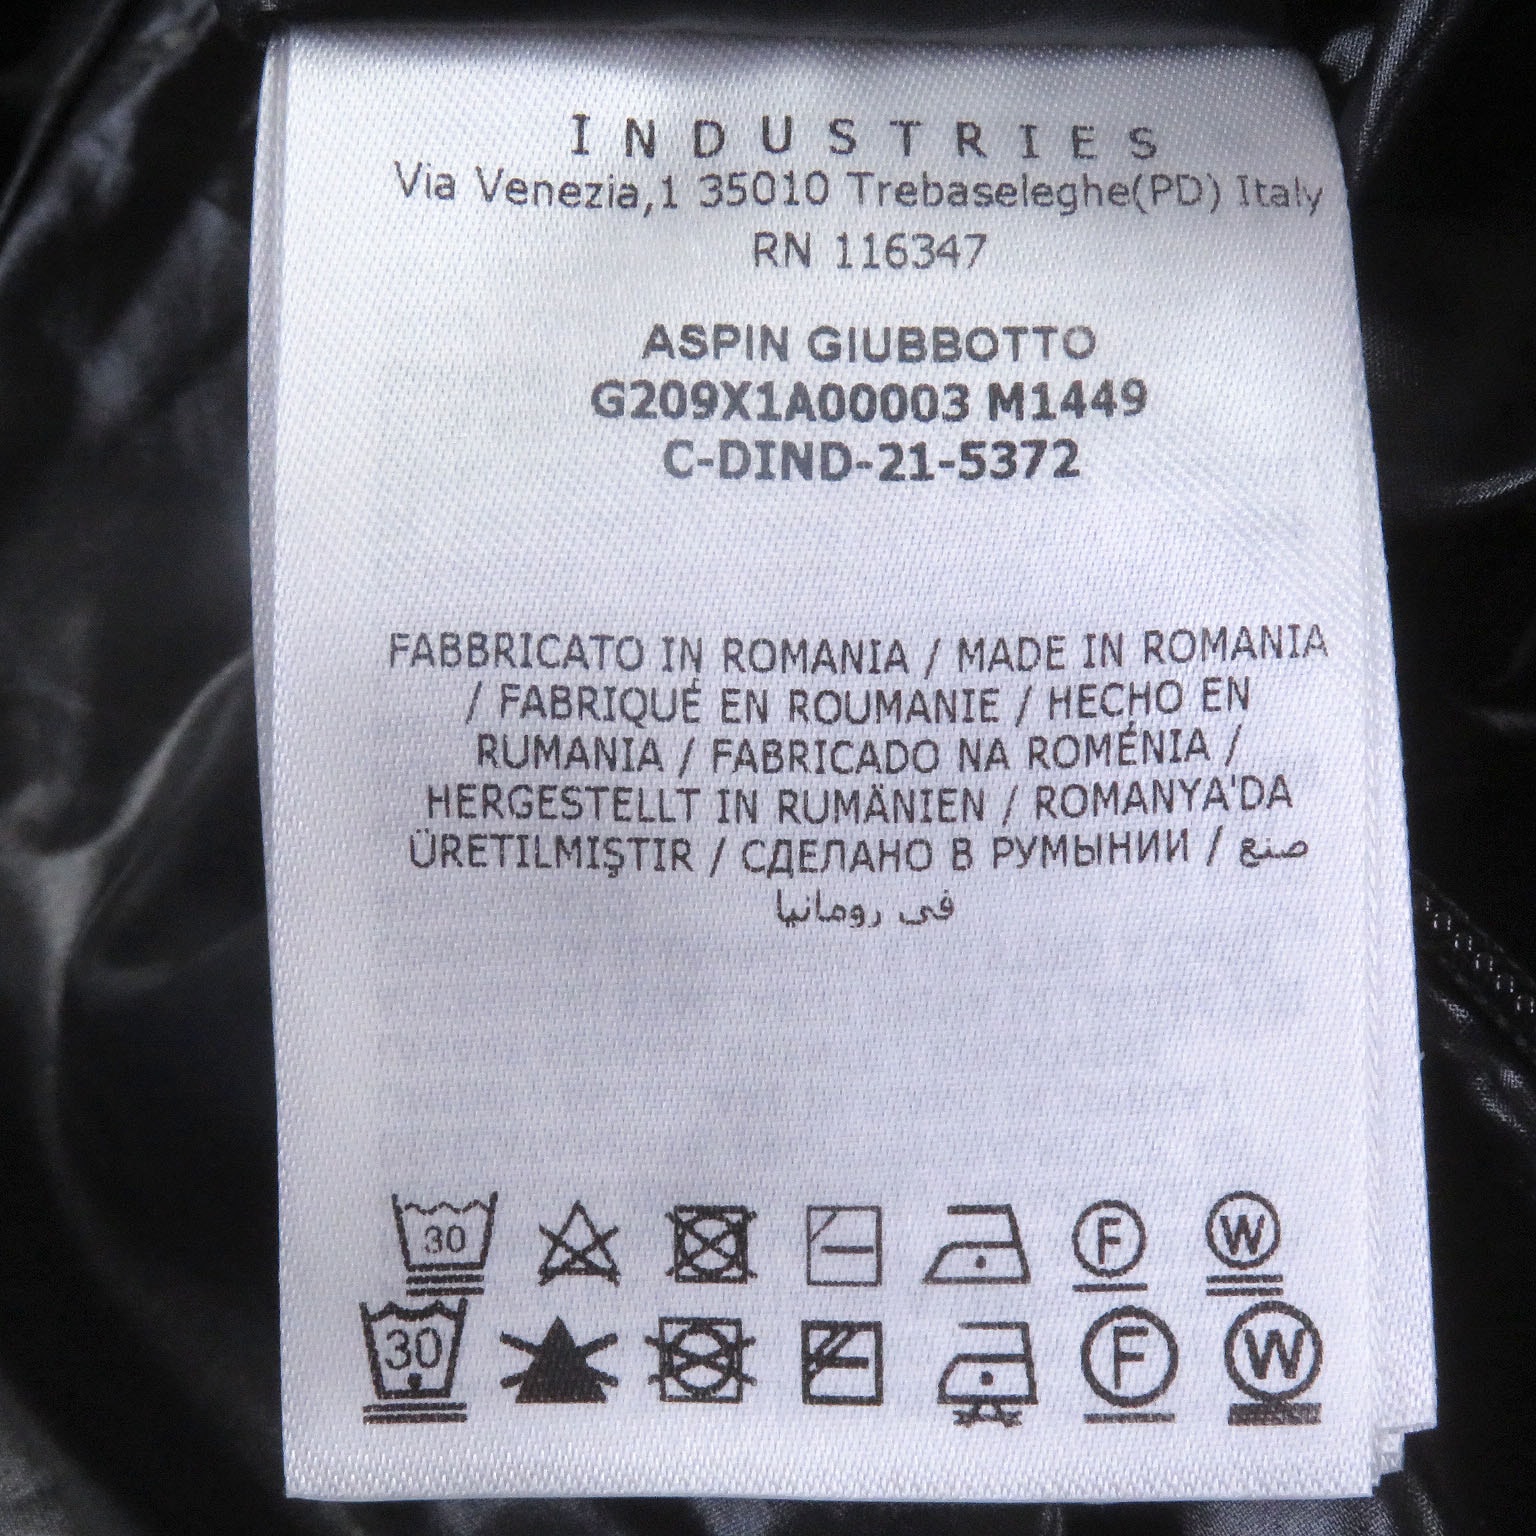 INDUSTRIES
Via Venezia,1 35010 Trebaseleghe(PD) Italy
RN 116347
ASPIN GIUBBOTTO
G209X1A00003 M1449
C-DIND-21-5372
FABBRICATO IN ROMANIA / MADE IN ROMANIA
/ FABRIQUÉ EN ROUMANIE / HECHO EN
RUMANIA / FABRICADO NA ROMÉNIA /
HERGESTELLT IN RUMÄNIEN / ROMANYA'DA
ÜRETILMIŞTIR / СДЕЛАНО В РУМЫНИИ / صنع
في رومانيا
30 F W
30 F W